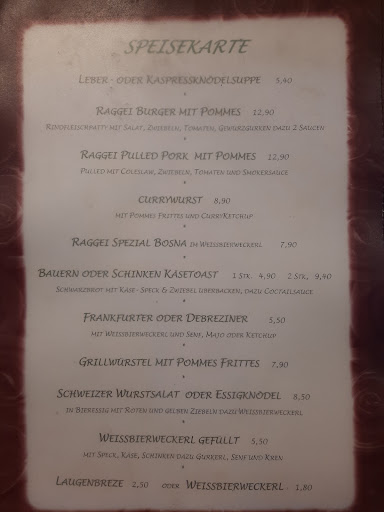 SPEISEKARTE
LEBER - ODER KASPRESSKNÖDELSUPPE 5,40
*
RAGGEI BURGER MIT POMMES 12,90
RINDFLEISCHPATTY MIT SALAT, ZWIEBELN, TOMATEN, GEWÜRZGURKEN DAZU 2 SAUCEN
*
RAGGEI PULLED PORK MIT POMMES 12,90
PULLED MIT COLESLAW, ZWIEBELN, TOMATEN UND SMOKERSAUCE
*
CURRYWURST 8,90
MIT POMMES FRITTES UND CURRYKETCHUP
*
RAGGEI SPEZIAL BOSNA IM WEISSBIERWECKERL 7,90
*
BAUERN ODER SCHINKEN KÄSETOAST 1 STK. 4,90 2 STK, 9,40
SCHWARZBROT MIT KÄSE - SPECK & ZWIEBEL ÜBERBACKEN, DAZU COCTAILSAUCE
*
FRANKFURTER ODER DEBREZINER 5,50
MIT WEISSBIERWECKERL UND SENF, MAJO ODER KETCHUP
*
GRILLWÜRSTEL MIT POMMES FRITTES 7,90
*
SCHWEIZER WURSTSALAT ODER ESSIGKNÖDEL 8,50
IN BIERESSIG MIT ROTEN UND GELBEN ZIEBELN DAZU WEISSBIERWECKERL
*
WEISSBIERWECKERL GEFÜLLT 5,50
MIT SPECK, KÄSE, SCHINKEN DAZU GURKERL, SENF UND KREN
*
LAUGENBREZE 2,50 ODER WEISSBIERWECKERL 1,80